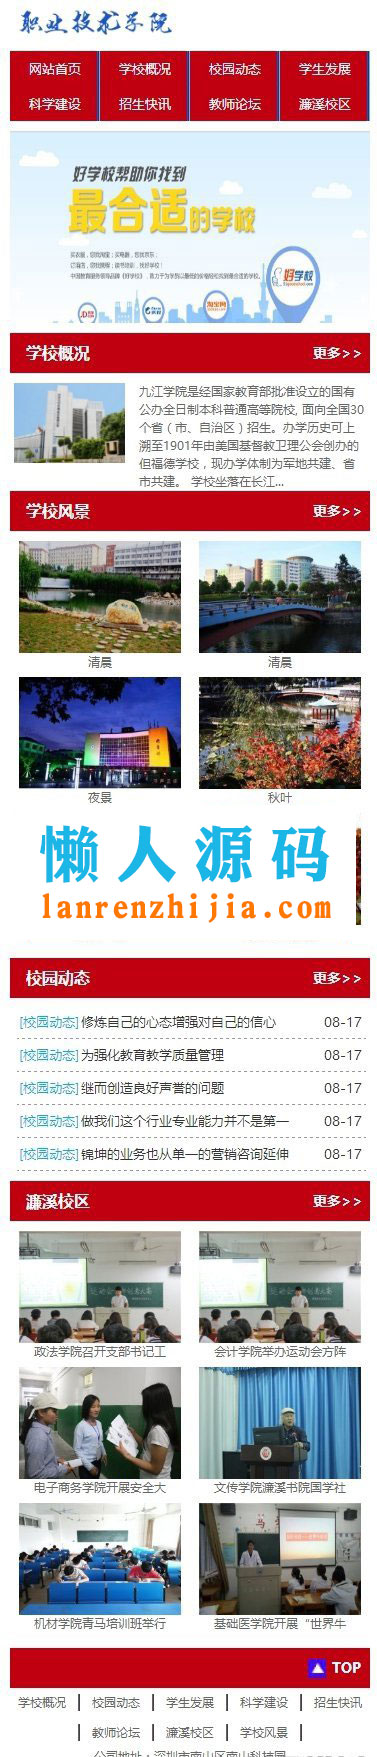 职业技术学院
网站首页 学校概况 校园动态 学生发展
科学建设 招生快讯 教师论坛 濂溪校区
好学校帮助你找到
最合适的学校
好学校
淘宝网
学校概况 更多>>
九江学院是经国家教育部批准设立的国有
公办全日制本科普通高等院校, 面向全国30
个省（市、自治区）招生。办学历史可上
溯至1901年由美国基督教卫理公会创办的
但福德学校，现办学体制为军地共建、省
市共建。 学校坐落在长江...
学校风景 更多>>
清晨 清晨
夜景 秋叶
懒人源码
lanrenzhijia.com
校园动态 更多>>
[校园动态] 修炼自己的心态增强对自己的信心 08-17
[校园动态] 为强化教育教学质量管理 08-17
[校园动态] 继而创造良好声誉的问题 08-17
[校园动态] 做我们这个行业专业能力并不是第一 08-17
[校园动态] 锦坤的业务也从单一的营销咨询延伸 08-17
濂溪校区 更多>>
政法学院召开支部书记工 会计学院举办运动会方阵
电子商务学院开展安全大 文传学院濂溪书院国学社
机材学院青马培训班举行 基础医学院开展“世界牛
TOP
学校概况 校园动态 学生发展 科学建设 招生快讯
教师论坛 濂溪校区 学校风景
公司地址：深圳市南山区南山科技园